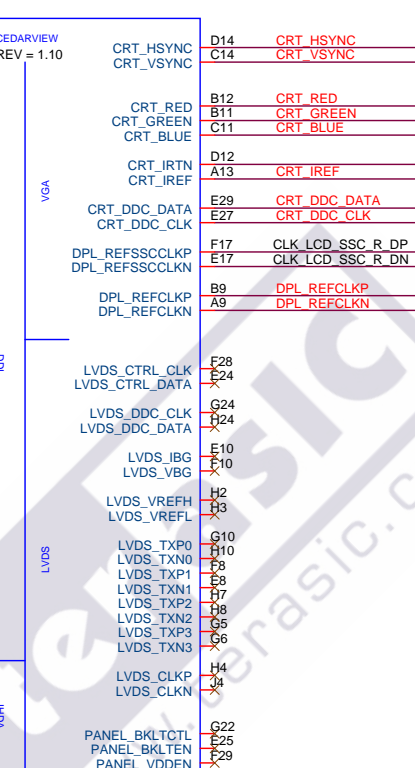 CEDARVIEW
REV = 1.10
CRT_HSYNC D14 CRT_HSYNC
CRT_VSYNC C14 CRT_VSYNC
CRT_RED B12 CRT_RED
CRT_GREEN B11 CRT_GREEN
CRT_BLUE C11 CRT_BLUE
CRT_IRTN D12
CRT_IREF A13 CRT_IREF
VGA
CRT_DDC_DATA E29 CRT_DDC_DATA
CRT_DDC_CLK E27 CRT_DDC_CLK
DPL_REFSSCCLKP F17 CLK_LCD_SSC_R_DP
DPL_REFSSCCLKN E17 CLK_LCD_SSC_R_DN
DPL_REFCLKP B9 DPL_REFCLKP
DPL_REFCLKN A9 DPL_REFCLKN
LVDS_CTRL_CLK F28
LVDS_CTRL_DATA E24
LVDS_DDC_CLK G24
LVDS_DDC_DATA H24
LVDS_IBG E10
LVDS_VBG F10
LVDS_VREFH H2
LVDS_VREFL H3
LVDS
LVDS_TXP0 G10
LVDS_TXN0 H10
LVDS_TXP1 F8
LVDS_TXN1 E8
LVDS_TXP2 H7
LVDS_TXN2 H8
LVDS_TXP3 G5
LVDS_TXN3 G6
LVDS_CLKP H4
LVDS_CLKN J4
PANEL_BKLTCTL G22
PANEL_BKLTEN E25
PANEL_VDDEN F29
terasic
www.terasic.c